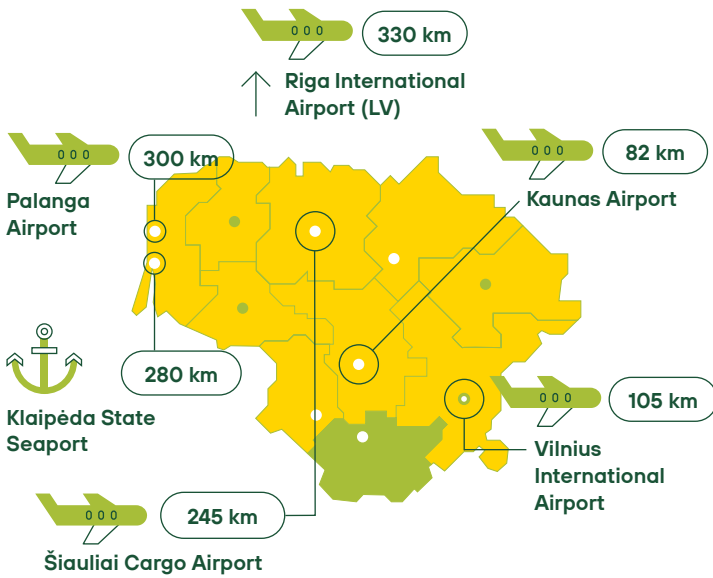 330 km
Riga International
Airport (LV)
300 km
Palanga
Airport
82 km
Kaunas Airport
280 km
Klaipėda State
Seaport
105 km
Vilnius
International
Airport
245 km
Šiauliai Cargo Airport